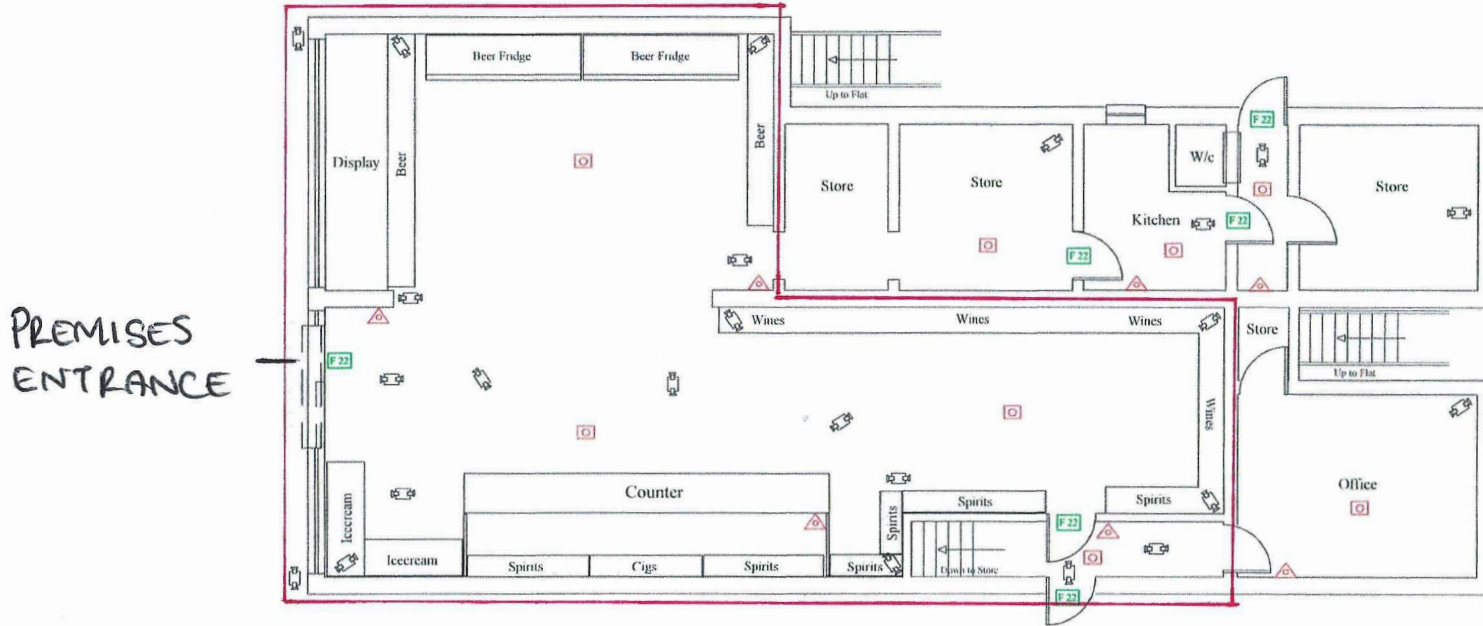 Beer Fridge
Beer Fridge
Up to Flat
F 22
Display
Beer
Beer
Store
Store
W/c
Store
Kitchen
F 22
F 22
PREMISES
ENTRANCE
F 22
Wines
Wines
Wines
Store
Up to Flat
Wines
Counter
Office
Icecream
Icecream
Spirits
Cigs
Spirits
Spirits
Spirits
Spirits
Spirits
F 22
Down to Store
F 22